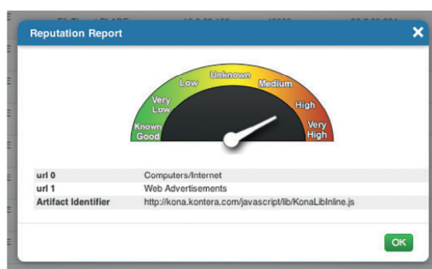 Reputation Report
Known Good
Very Low
Low
Unknown
Medium
High
Very High
url 0 Computers/Internet
url 1 Web Advertisements
Artifact Identifier http://kona.kontera.com/javascript/lib/KonaLibInline.js
OK